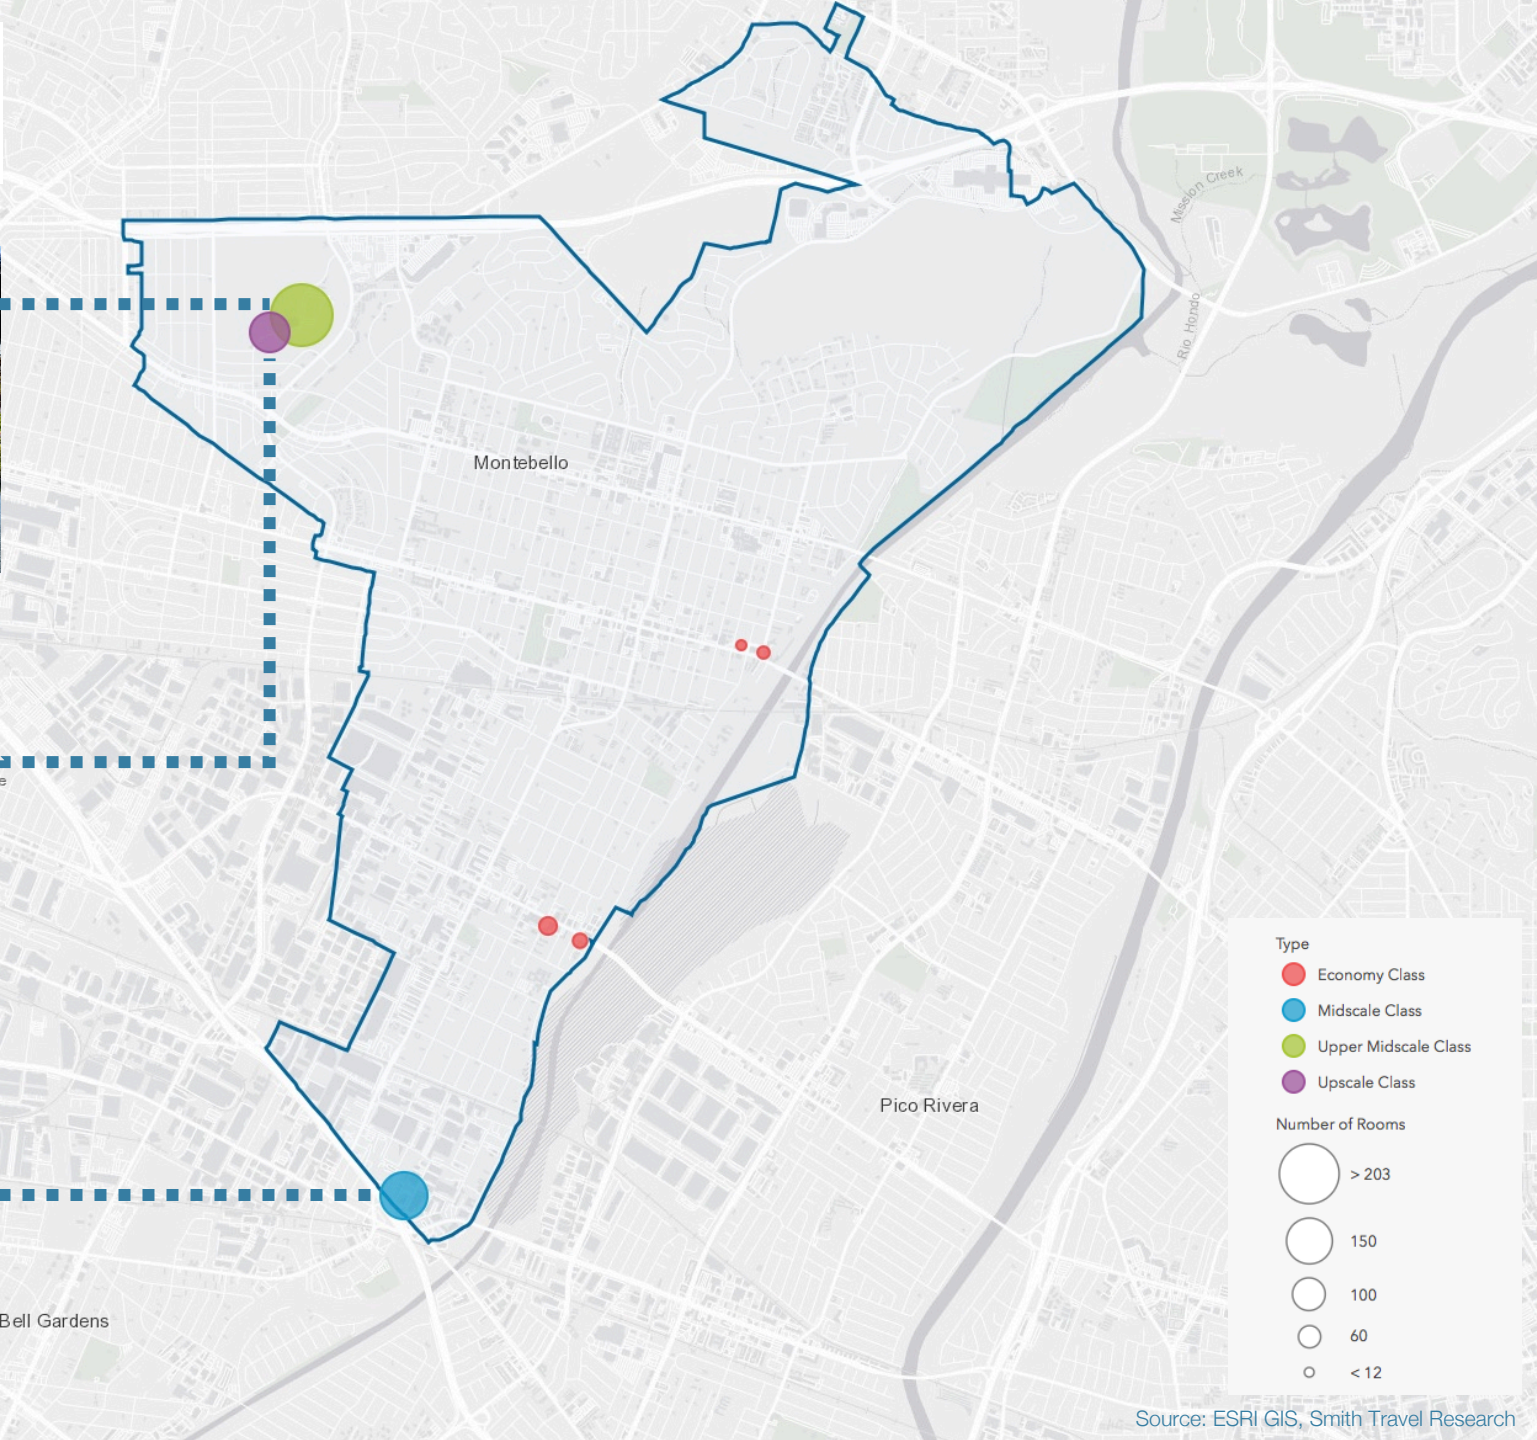 Mission Creek
Rio Hondo
Montebello
e
Pico Rivera
Bell Gardens
Type
Economy Class
Midscale Class
Upper Midscale Class
Upscale Class
Number of Rooms
> 203
150
100
60
< 12
Source: ESRI GIS, Smith Travel Research